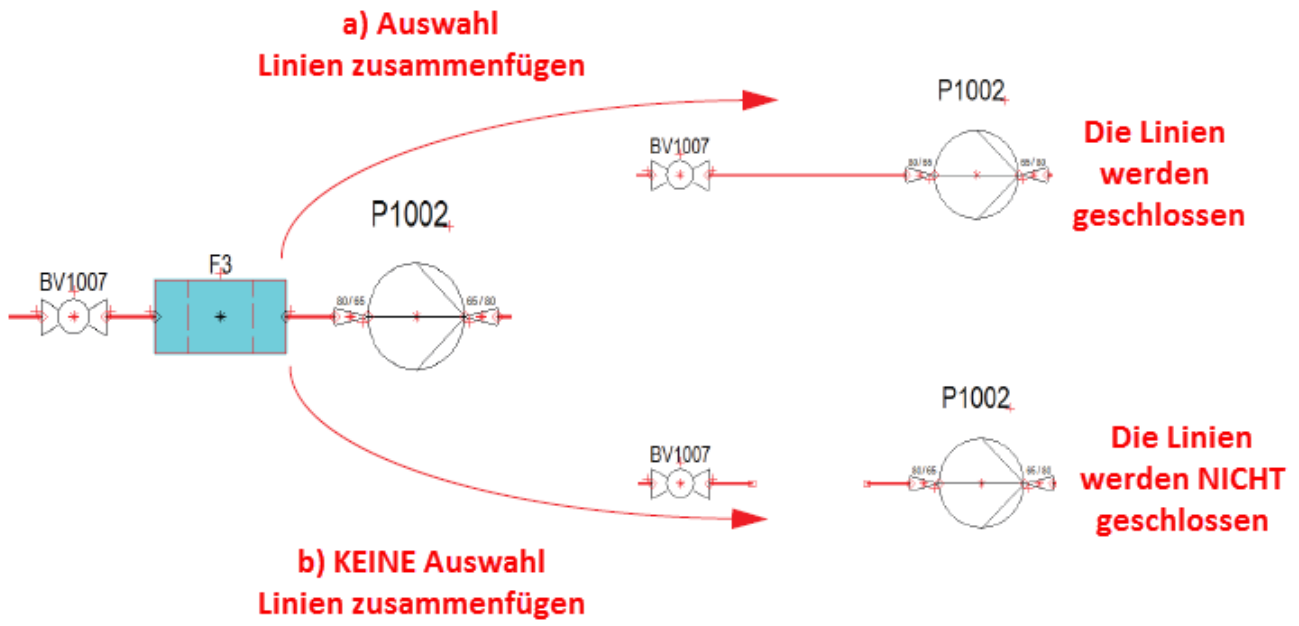 a) Auswahl
Linien zusammenfügen
P1002
BV1007
80/65
65/80
Die Linien
werden
geschlossen
P1002
F3
BV1007
80/65
65/80
P1002
BV1007
80/65
65/80
Die Linien
werden NICHT
geschlossen
b) KEINE Auswahl
Linien zusammenfügen